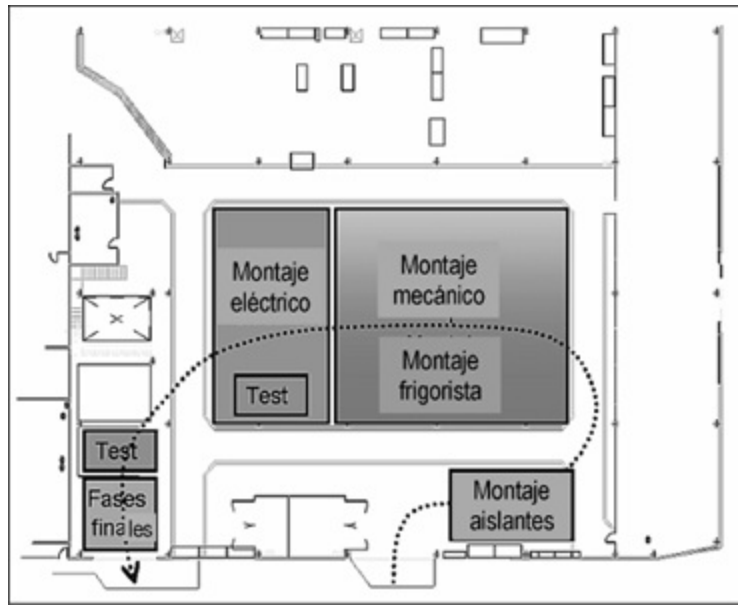 Montaje
eléctrico
Montaje
mecánico
Montaje
frigorista
Test
Test
Fases
finales
Montaje
aislantes